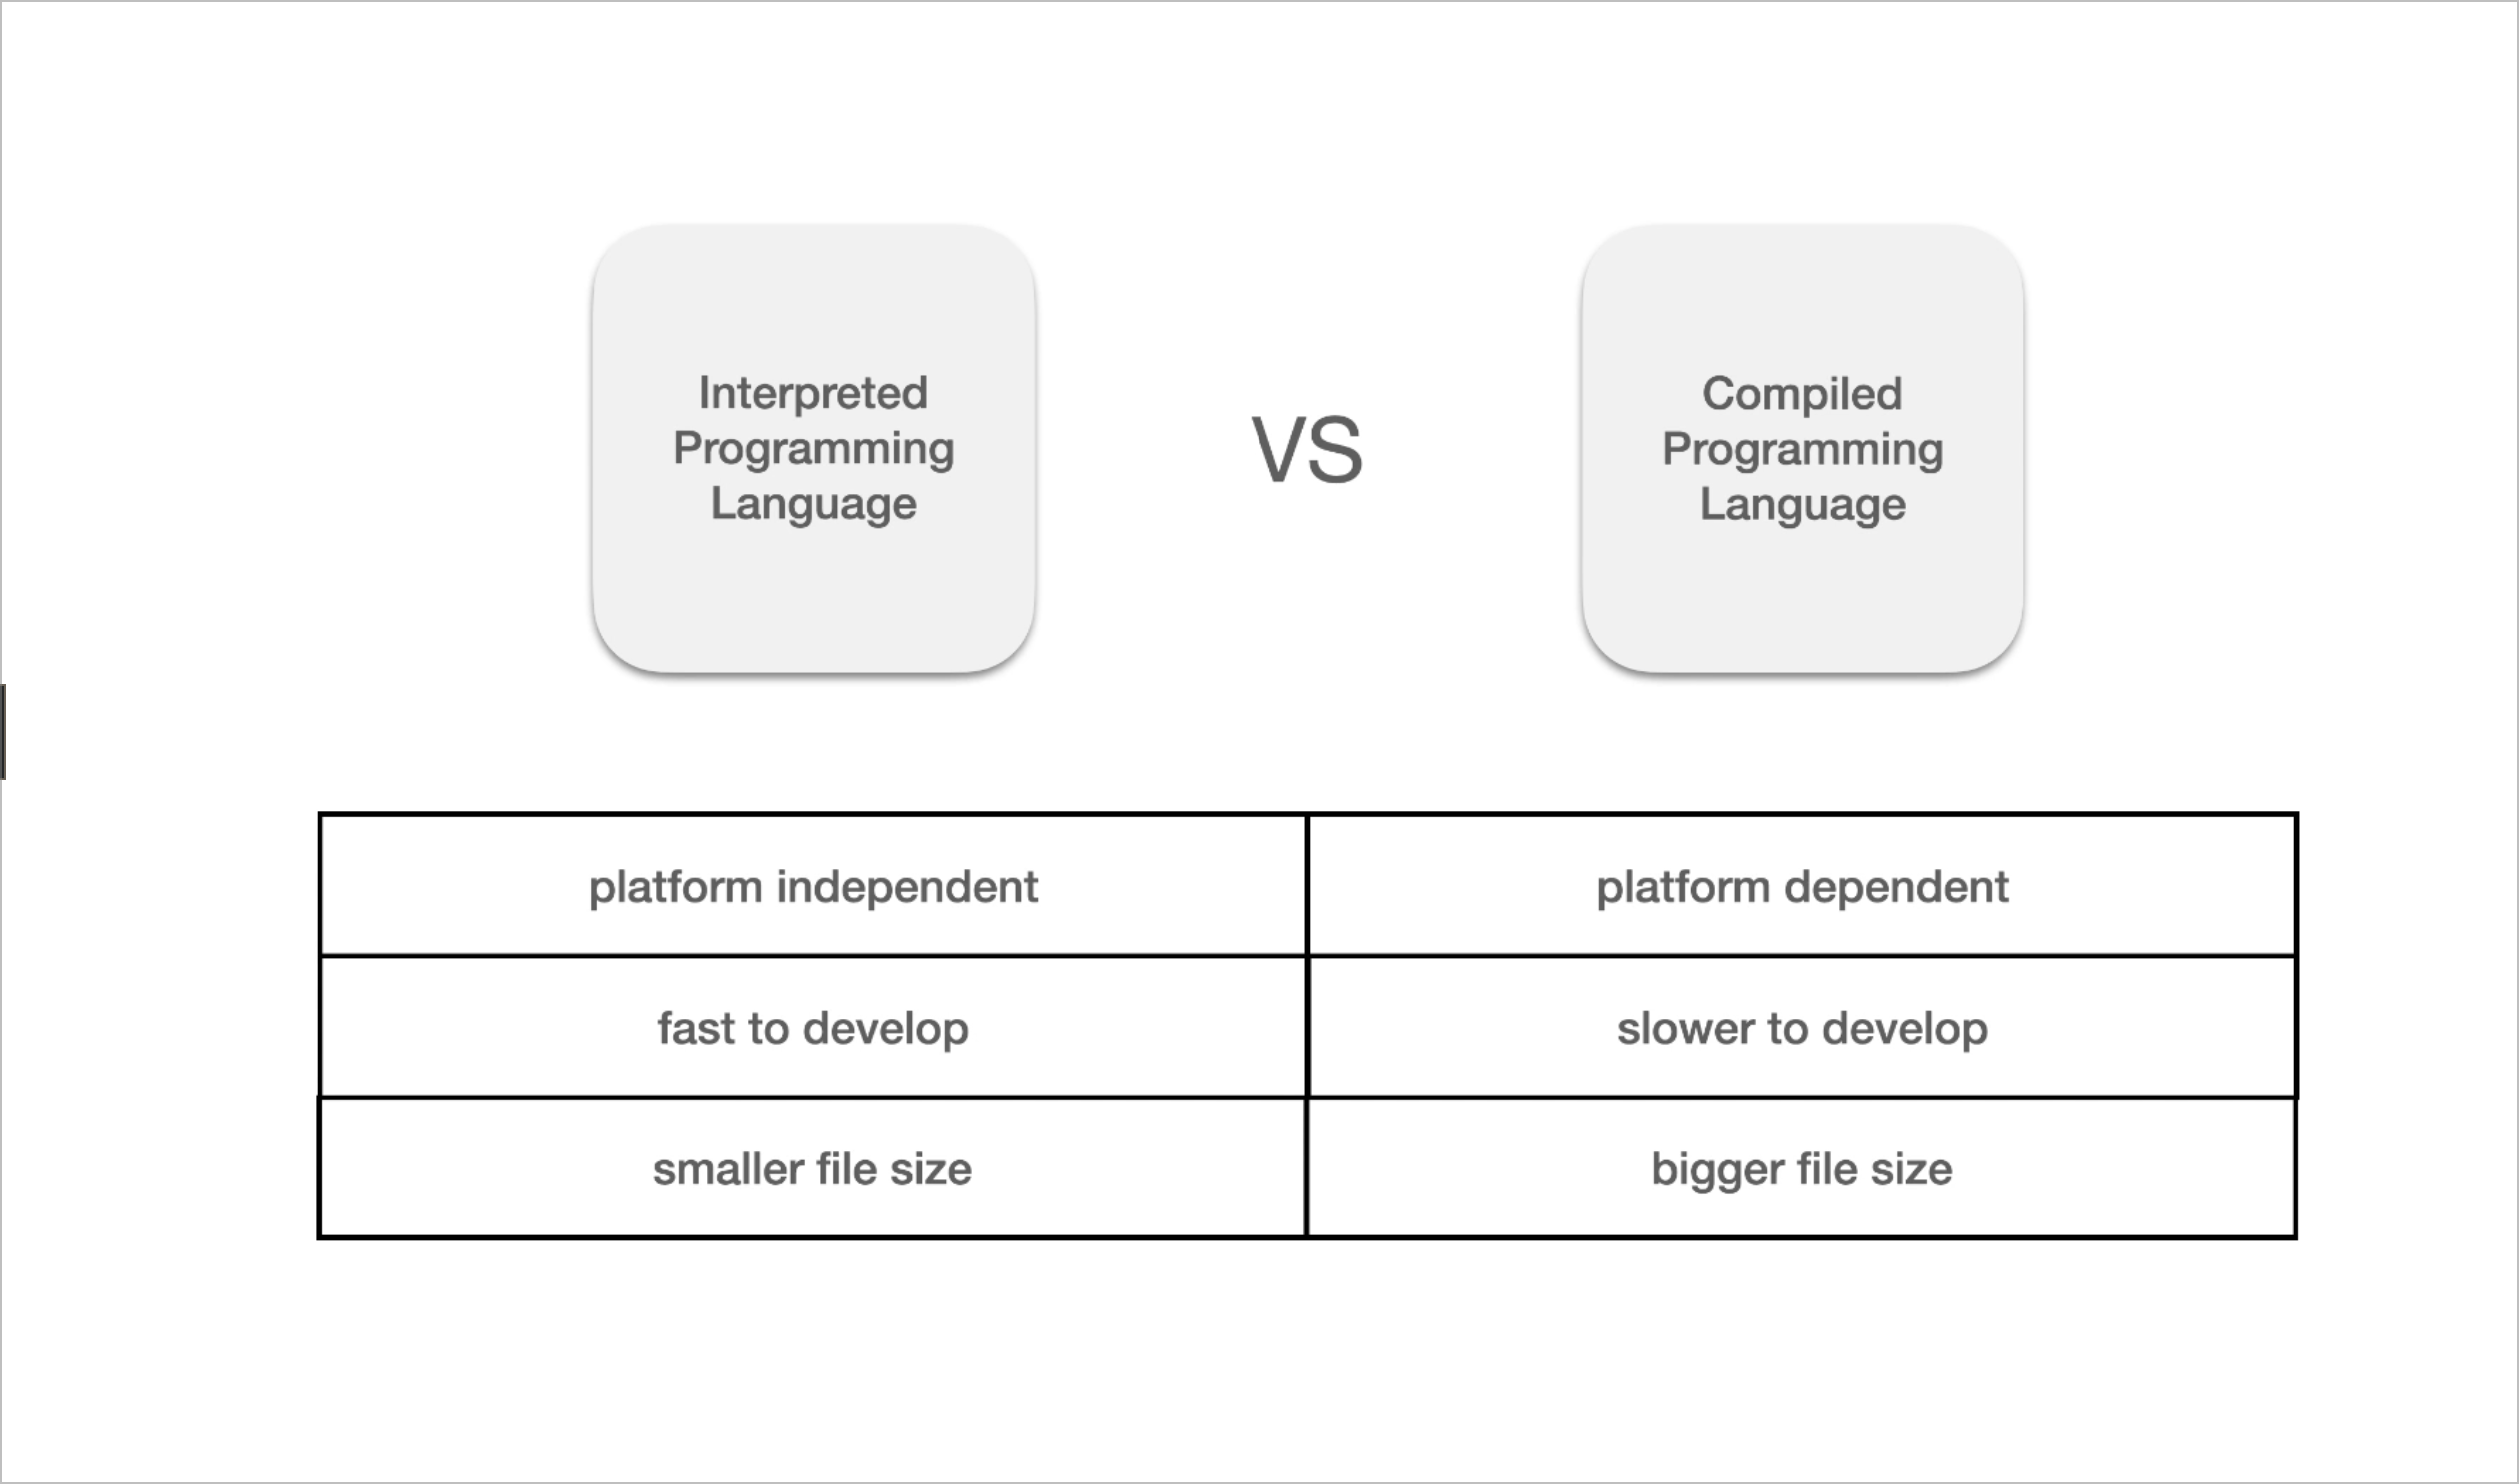 Interpreted
Programming
Language
VS
Compiled
Programming
Language
platform independent
platform dependent
fast to develop
slower to develop
smaller file size
bigger file size